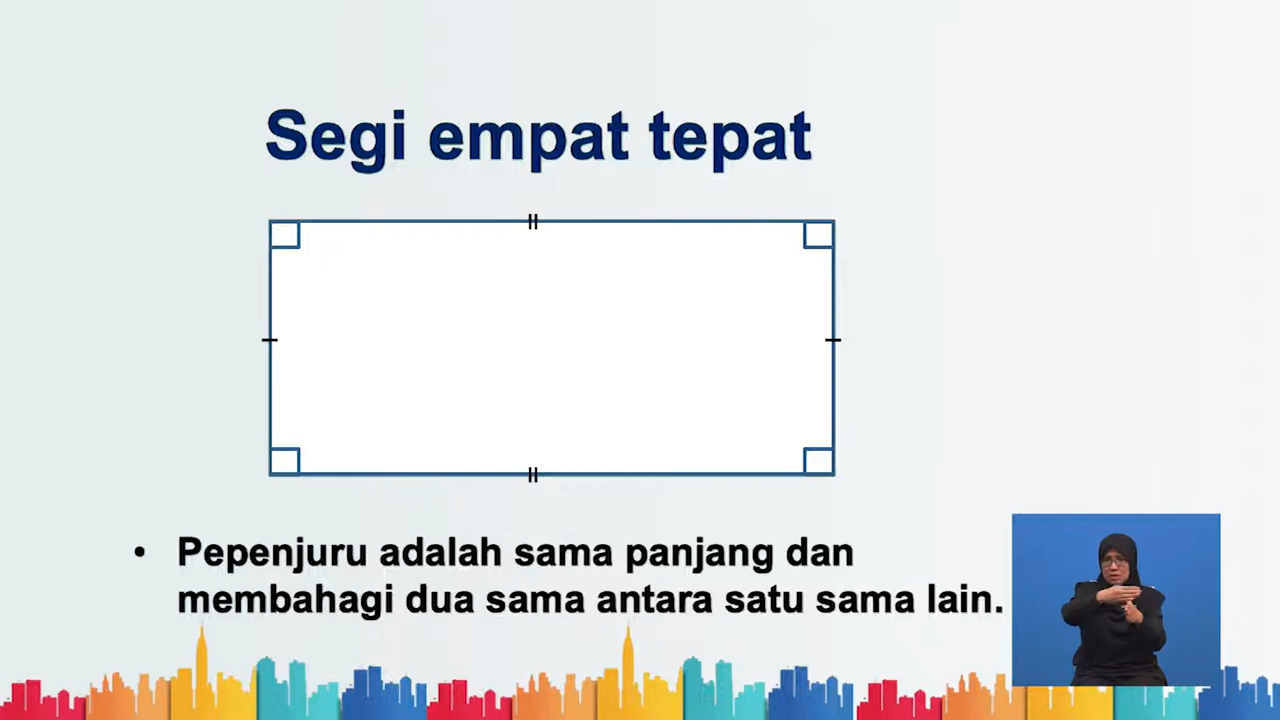 Segi empat tepat
• Pepenjuru adalah sama panjang dan
membahagi dua sama antara satu sama lain.